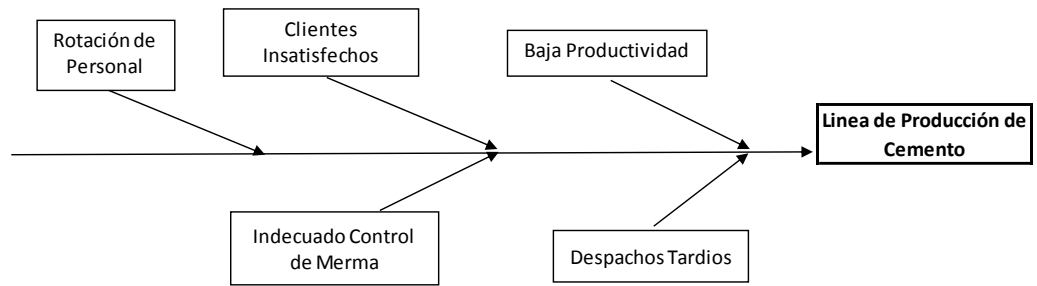 Rotación de
Personal
Clientes
Insatisfechos
Baja Productividad
Linea de Producción de
Cemento
Indecuado Control
de Merma
Despachos Tardios